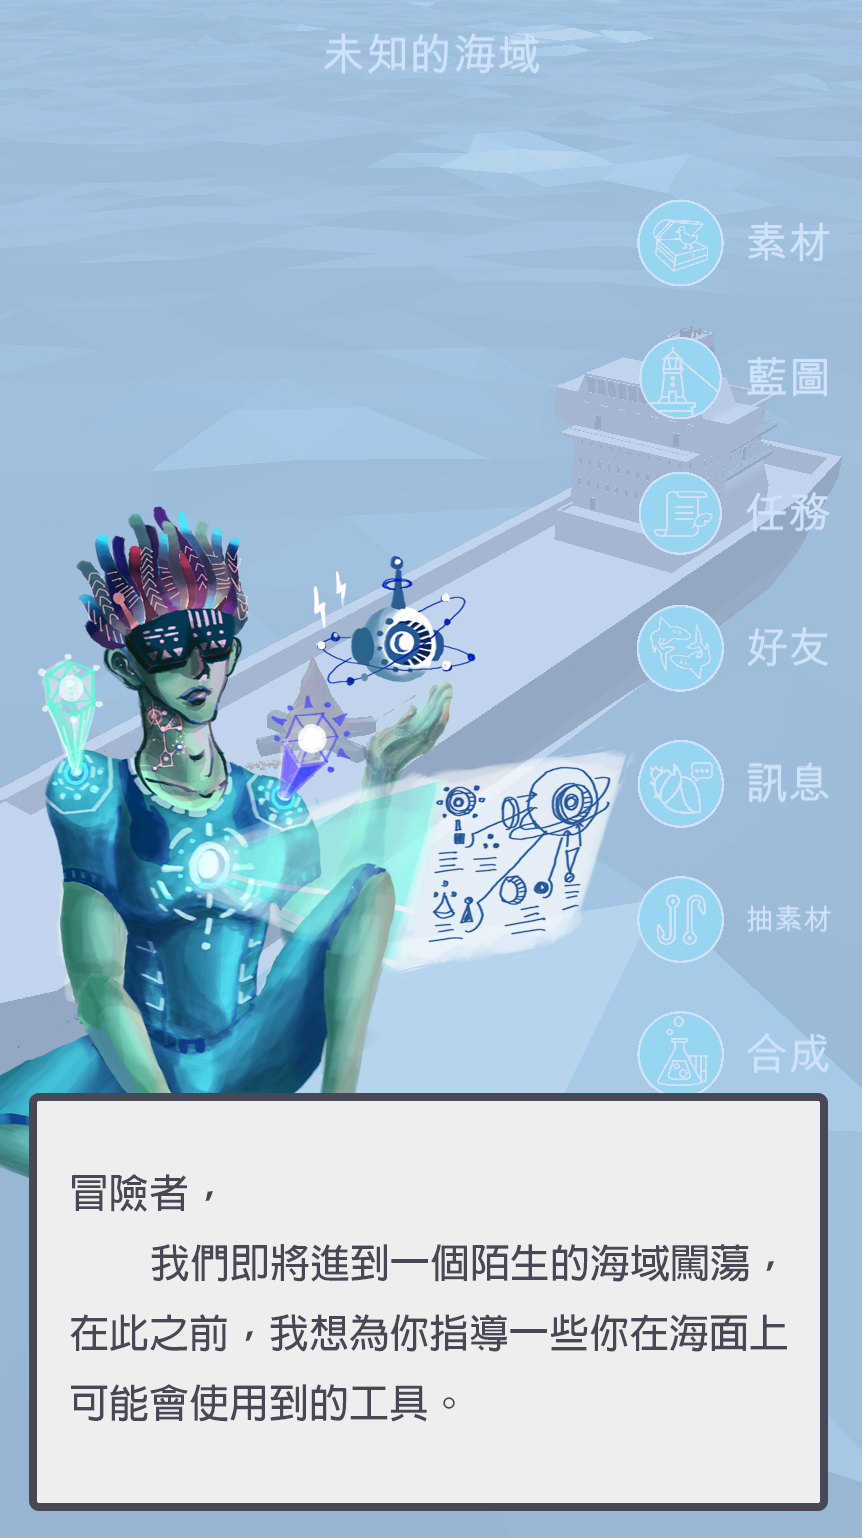 未知的海域
素材
藍圖
任務
好友
訊息
抽素材
合成
冒險者，
我們即將進到一個陌生的海域闖蕩，
在此之前，我想為你指導一些你在海面上
可能會使用到的工具。